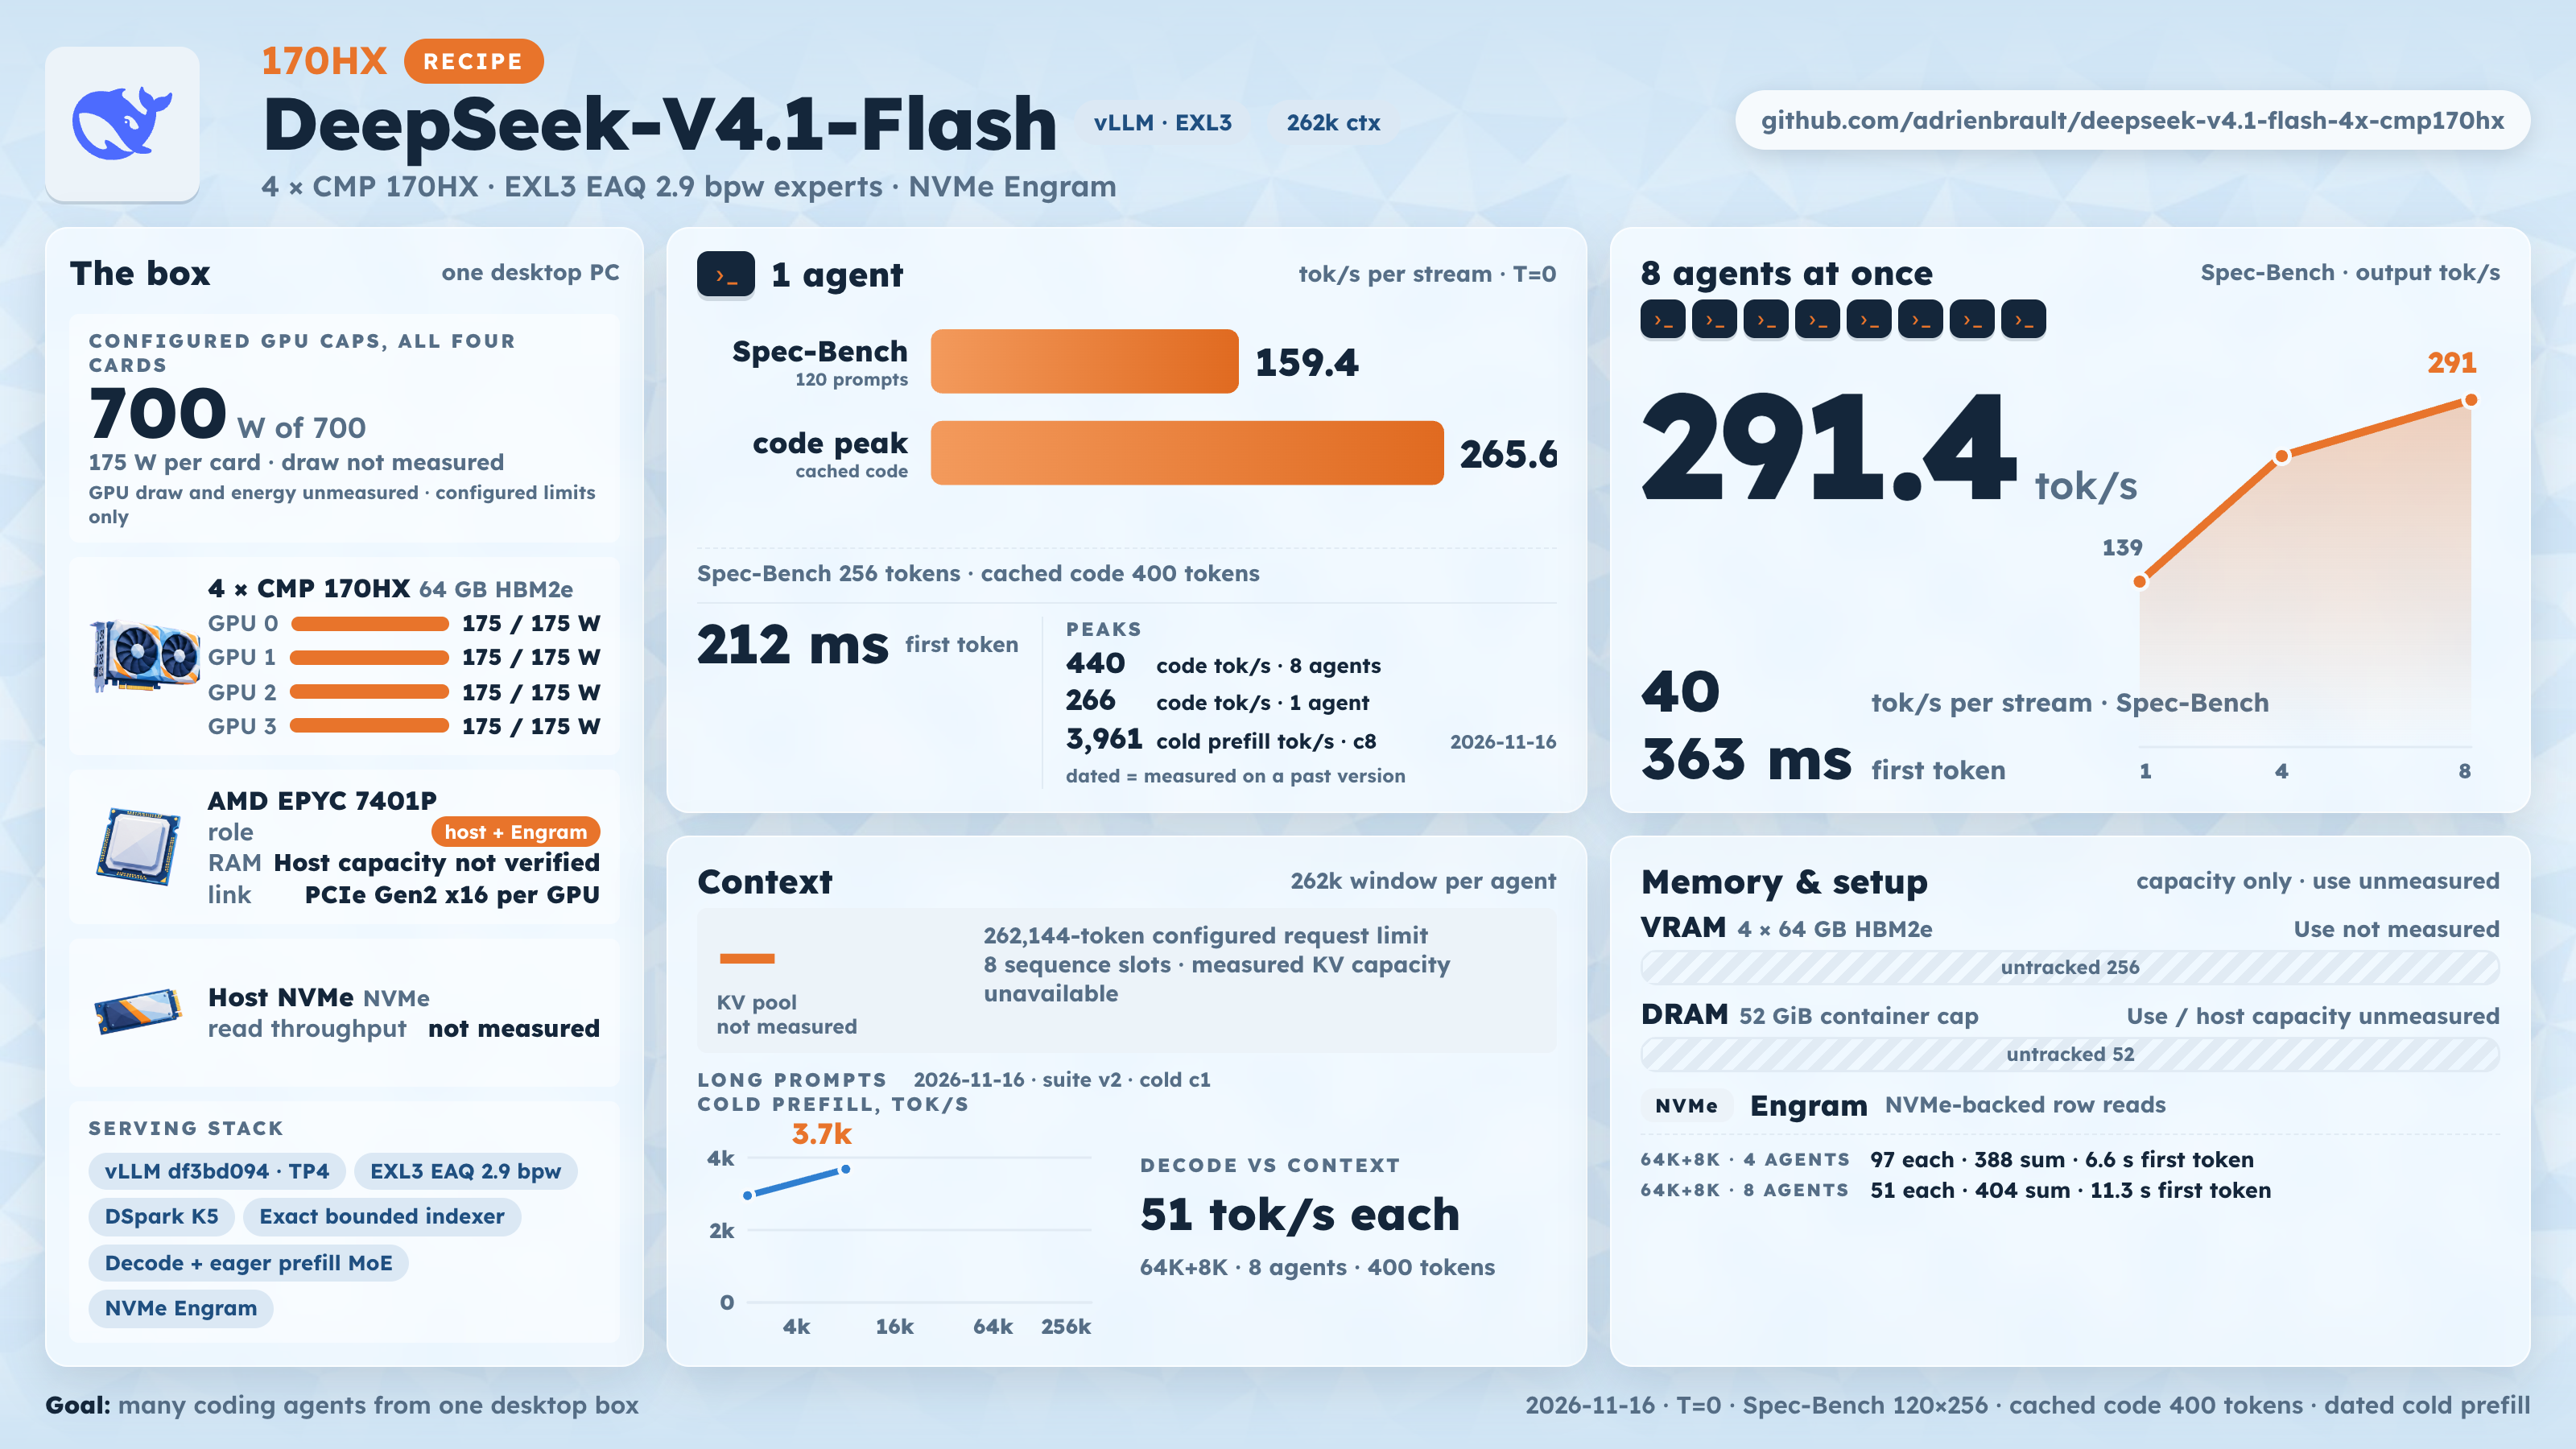 170HX RECIPE
DeepSeek-V4.1-Flash vLLM · EXL3 262k ctx
4 × CMP 170HX · EXL3 EAQ 2.9 bpw experts · NVMe Engram
github.com/adrienbrault/deepseek-v4.1-flash-4x-cmp170hx
The box one desktop PC
CONFIGURED GPU CAPS, ALL FOUR
CARDS
700 W of 700
175 W per card · draw not measured
GPU draw and energy unmeasured · configured limits
only
4 × CMP 170HX 64 GB HBM2e
GPU 0 175 / 175 W
GPU 1 175 / 175 W
GPU 2 175 / 175 W
GPU 3 175 / 175 W
AMD EPYC 7401P
role host + Engram
RAM Host capacity not verified
link PCIe Gen2 x16 per GPU
Host NVMe NVMe
read throughput not measured
SERVING STACK
vLLM df3bd094 · TP4 EXL3 EAQ 2.9 bpw
DSpark K5 Exact bounded indexer
Decode + eager prefill MoE
NVMe Engram
›_ 1 agent tok/s per stream · T=0
Spec-Bench 159.4
120 prompts
code peak 265.6
cached code
Spec-Bench 256 tokens · cached code 400 tokens
212 ms first token
PEAKS
440 code tok/s · 8 agents
266 code tok/s · 1 agent
3,961 cold prefill tok/s · c8 2026-11-16
dated = measured on a past version
8 agents at once Spec-Bench · output tok/s
›_ ›_ ›_ ›_ ›_ ›_ ›_ ›_
291
291.4 tok/s
139
40 tok/s per stream · Spec-Bench
363 ms first token
1 4 8
Context 262k window per agent
KV pool
not measured
262,144-token configured request limit
8 sequence slots · measured KV capacity
unavailable
LONG PROMPTS 2026-11-16 · suite v2 · cold c1
COLD PREFILL, TOK/S
3.7k
4k
2k
0
4k 16k 64k 256k
DECODE VS CONTEXT
51 tok/s each
64K+8K · 8 agents · 400 tokens
Memory & setup capacity only · use unmeasured
VRAM 4 × 64 GB HBM2e Use not measured
untracked 256
DRAM 52 GiB container cap Use / host capacity unmeasured
untracked 52
NVMe Engram NVMe-backed row reads
64K+8K · 4 AGENTS 97 each · 388 sum · 6.6 s first token
64K+8K · 8 AGENTS 51 each · 404 sum · 11.3 s first token
Goal: many coding agents from one desktop box
2026-11-16 · T=0 · Spec-Bench 120×256 · cached code 400 tokens · dated cold prefill